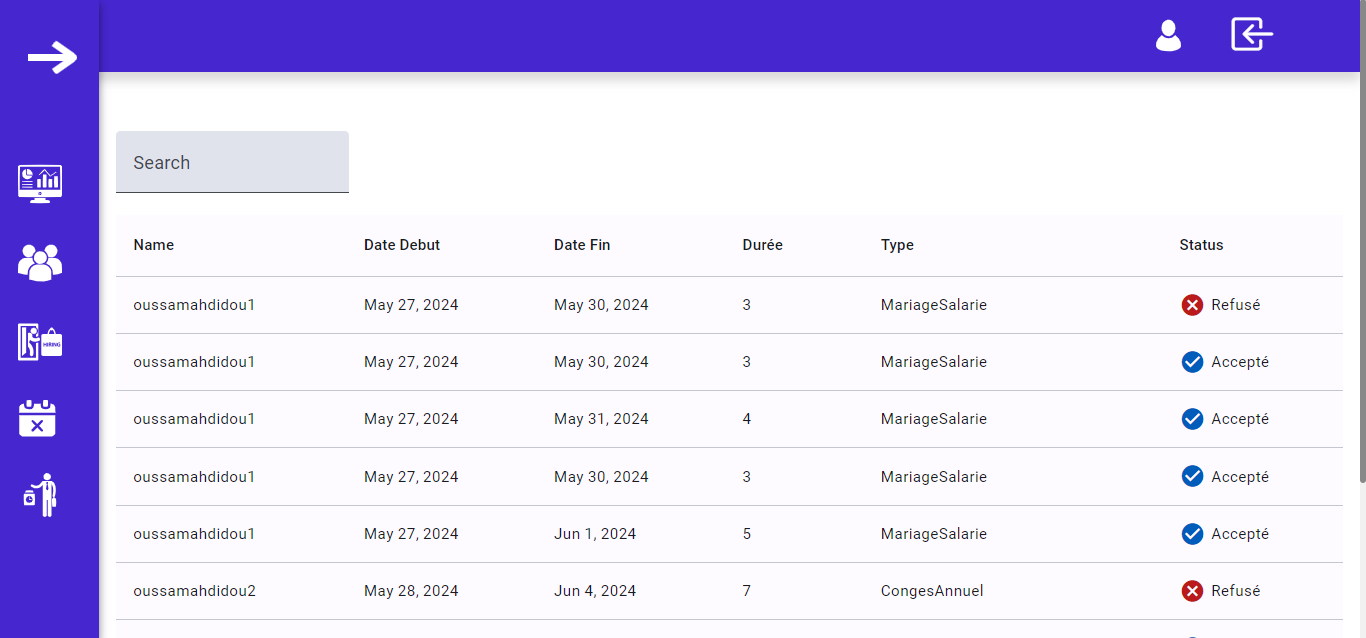 Search
Name Date Debut Date Fin Durée Type Status
oussamahdidou1 May 27, 2024 May 30, 2024 3 MariageSalarie Refusé
oussamahdidou1 May 27, 2024 May 30, 2024 3 MariageSalarie Accepté
HIRING
oussamahdidou1 May 27, 2024 May 31, 2024 4 MariageSalarie Accepté
oussamahdidou1 May 27, 2024 May 30, 2024 3 MariageSalarie Accepté
oussamahdidou1 May 27, 2024 Jun 1, 2024 5 MariageSalarie Accepté
oussamahdidou2 May 28, 2024 Jun 4, 2024 7 CongesAnnuel Refusé